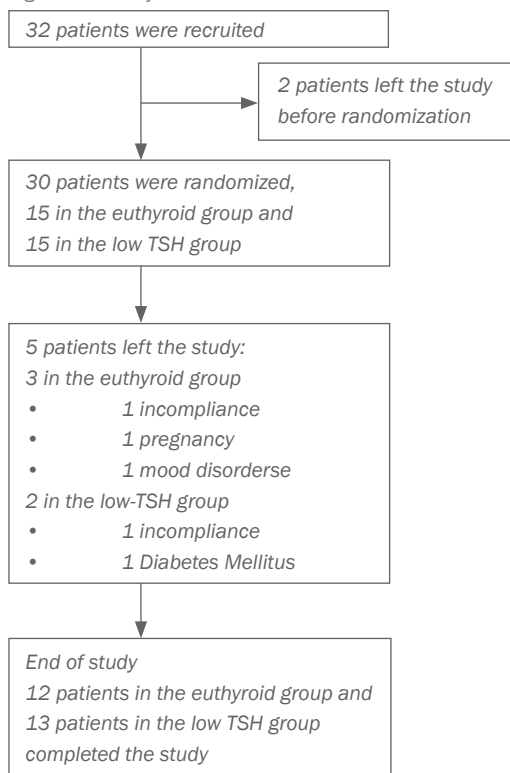 32 patients were recruited
2 patients left the study
before randomization
30 patients were randomized,
15 in the euthyroid group and
15 in the low TSH group
5 patients left the study:
3 in the euthyroid group
• 1 incompliance
• 1 pregnancy
• 1 mood disorderse
2 in the low-TSH group
• 1 incompliance
• 1 Diabetes Mellitus
End of study
12 patients in the euthyroid group and
13 patients in the low TSH group
completed the study